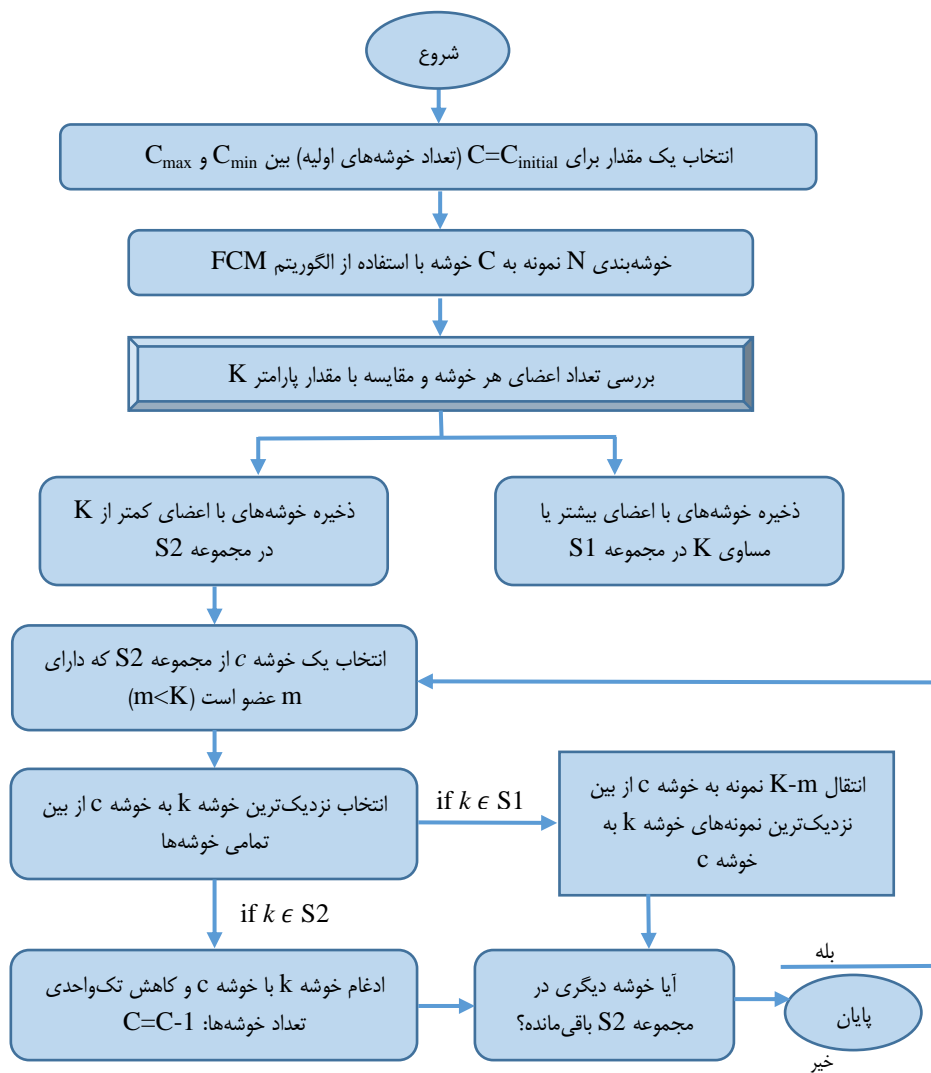 شروع
انتخاب یک مقدار برای C=Cinitial (تعداد خوشه‌های اولیه) بین Cmin و Cmax
خوشه‌بندی N نمونه به C خوشه با استفاده از الگوریتم FCM
بررسی تعداد اعضای هر خوشه و مقایسه با مقدار پارامتر K
ذخیره خوشه‌های با اعضای بیشتر یا
مساوی K در مجموعه S1
ذخیره خوشه‌های با اعضای کمتر از K
در مجموعه S2
انتخاب یک خوشه c از مجموعه S2 که دارای
m عضو است (m<K)
انتخاب نزدیک‌ترین خوشه k به خوشه c از بین
تمامی خوشه‌ها
if k ϵ S1
انتقال K-m نمونه به خوشه c از بین
نزدیک‌ترین نمونه‌های خوشه k به
خوشه c
if k ϵ S2
ادغام خوشه k با خوشه c و کاهش تک‌واحدی
تعداد خوشه‌ها: C=C-1
آیا خوشه دیگری در
مجموعه S2 باقی‌مانده؟
بله
پایان
خیر